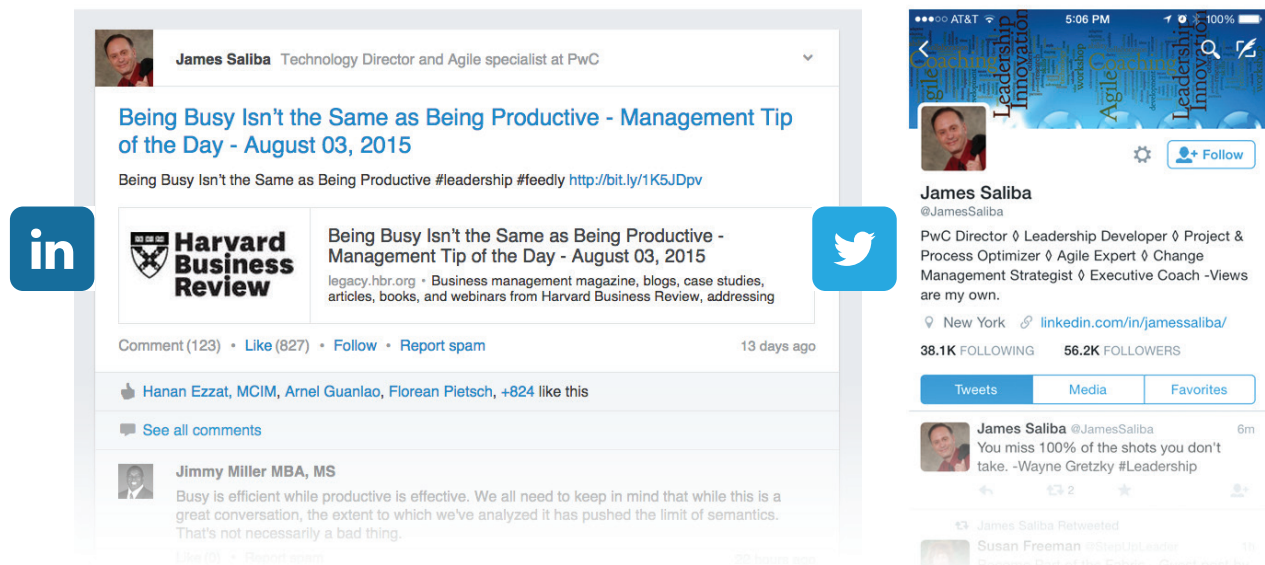 James Saliba Technology Director and Agile specialist at PwC
Being Busy Isn't the Same as Being Productive - Management Tip
of the Day - August 03, 2015
Being Busy Isn't the Same as Being Productive #leadership #feedly http://bit.ly/1K5JDpv
in
Harvard
Business
Review
Being Busy Isn't the Same as Being Productive -
Management Tip of the Day - August 03, 2015
legacy.hbr.org • Business management magazine, blogs, case studies,
articles, books, and webinars from Harvard Business Review, addressing
Comment (123) • Like (827) • Follow • Report spam 13 days ago
Hanan Ezzat, MCIM, Arnel Guanlao, Florean Pietsch, +824 like this
See all comments
Jimmy Miller MBA, MS
Busy is efficient while productive is effective. We all need to keep in mind that while this is a
great conversation, the extent to which we've analyzed it has pushed the limit of semantics.
That's not necessarily a bad thing.
Like (0) • Report spam
AT&T 5:06 PM 100%
Coaching
Agile
Leadership
Innovation
workshop
Coaching
Agile
Leadership
Innovation
Follow
James Saliba
@JamesSaliba
PwC Director ◊ Leadership Developer ◊ Project &
Process Optimizer ◊ Agile Expert ◊ Change
Management Strategist ◊ Executive Coach -Views
are my own.
New York linkedin.com/in/jamessaliba/
38.1K FOLLOWING 56.2K FOLLOWERS
Tweets Media Favorites
James Saliba @JamesSaliba 6m
You miss 100% of the shots you don't
take. -Wayne Gretzky #Leadership
2
James Saliba Retweeted
Susan Freeman @StepUpLeader